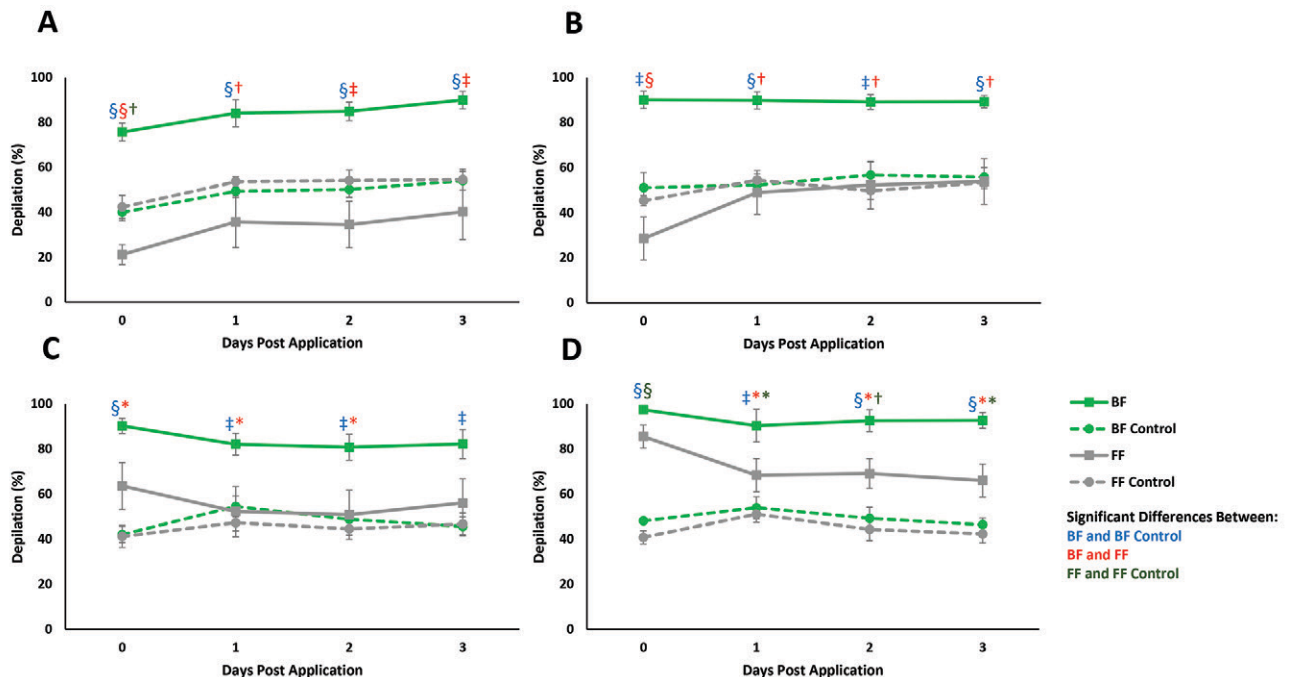 A
100
80
60
40
20
0
Depilation (%)
§§†
§†
§‡
§‡
0 1 2 3
Days Post Application
B
100
80
60
40
20
0
Depilation (%)
‡§
§†
‡†
§†
0 1 2 3
Days Post Application
C
100
80
60
40
20
0
Depilation (%)
§*
‡*
‡*
‡
0 1 2 3
Days Post Application
D
100
80
60
40
20
0
Depilation (%)
§§
‡**
§*†
§**
0 1 2 3
Days Post Application
BF
BF Control
FF
FF Control
Significant Differences Between:
BF and BF Control
BF and FF
FF and FF Control